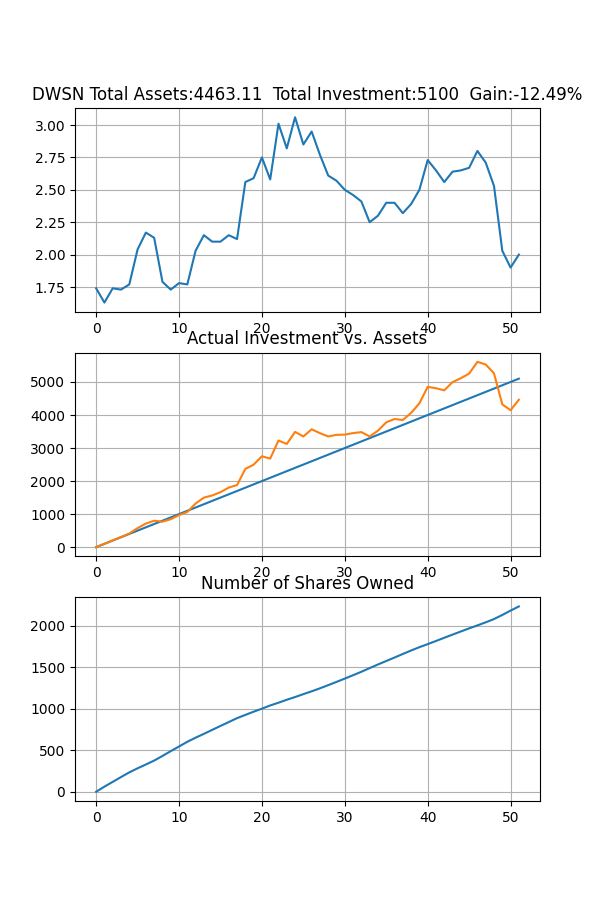 DWSN Total Assets:4463.11 Total Investment:5100 Gain:-12.49%
3.00
2.75
2.50
2.25
2.00
1.75
0 10 20 30 40 50
Actual Investment vs. Assets
5000
4000
3000
2000
1000
0
0 10 20 30 40 50
Number of Shares Owned
2000
1500
1000
500
0
0 10 20 30 40 50